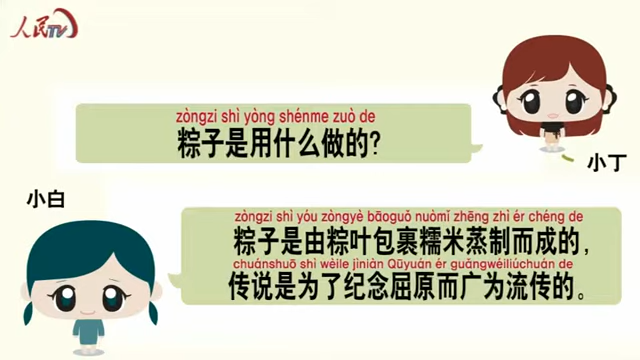 人民TV
zòngzi shì yòng shénme zuò de
粽子是用什么做的?
小丁
小白
zòngzi shì yóu zòngyè bāoguǒ nuòmǐ zhēng zhì ér chéng de
粽子是由粽叶包裹糯米蒸制而成的，
chuánshuō shì wèile jìniàn Qūyuán ér guǎngwéiliúchuán de
传说是为了纪念屈原而广为流传的。